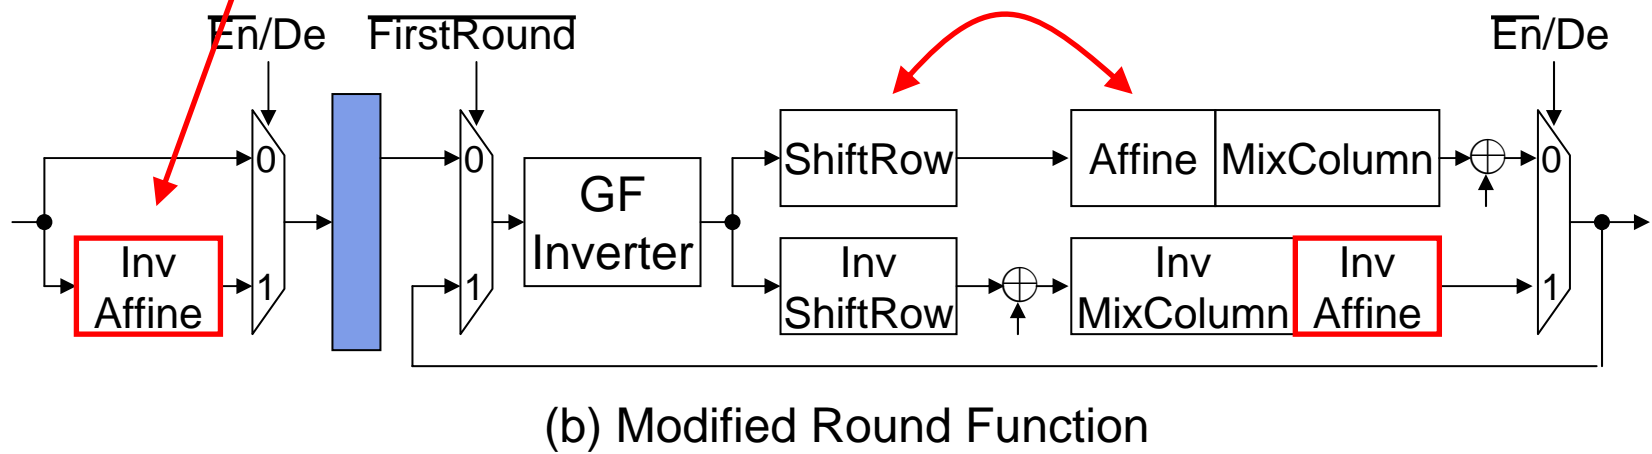 En/De
FirstRound
En/De
0
0
GF
Inverter
ShiftRow
Affine
MixColumn
0
Inv
Affine
1
1
Inv
ShiftRow
Inv
MixColumn
Inv
Affine
1
(b) Modified Round Function